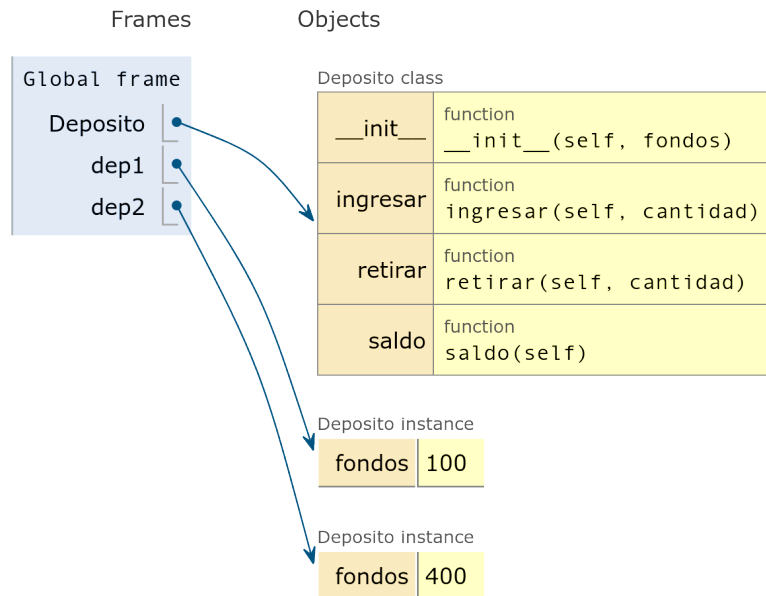 Frames Objects
Global frame
Deposito
dep1
dep2
Deposito class
__init__ function
__init__(self, fondos)
ingresar function
ingresar(self, cantidad)
retirar function
retirar(self, cantidad)
saldo function
saldo(self)
Deposito instance
fondos 100
Deposito instance
fondos 400